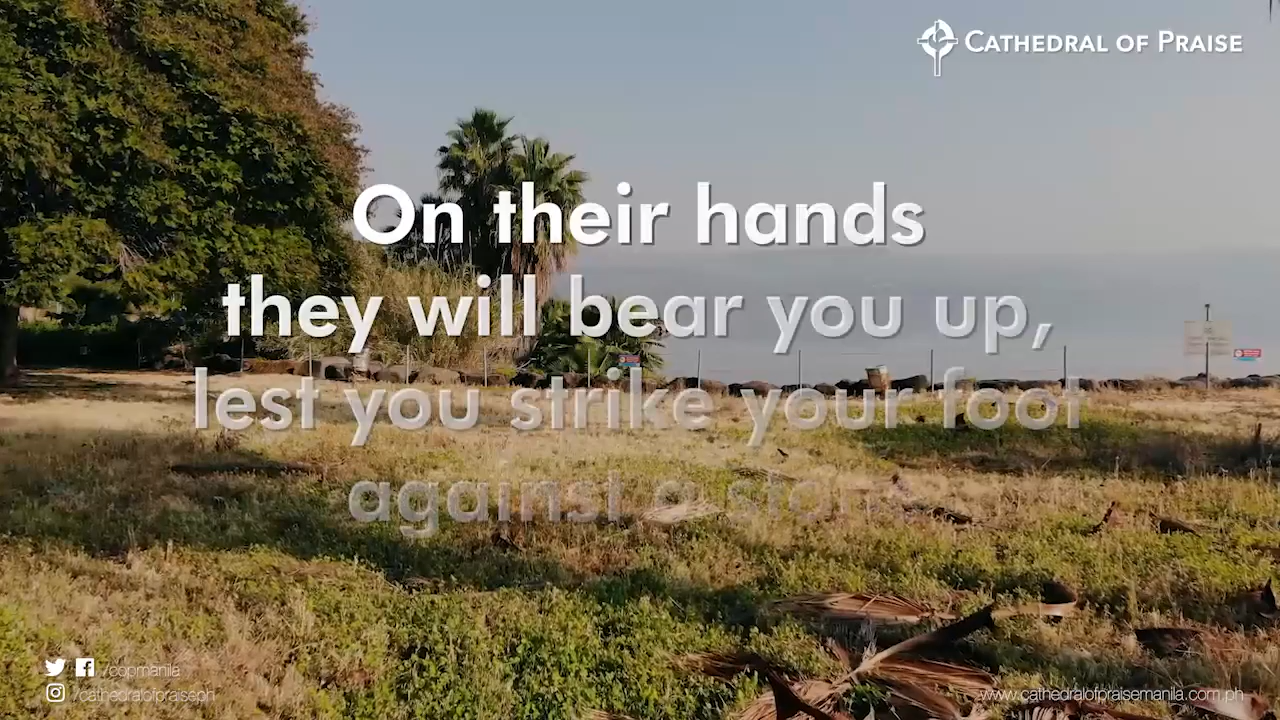 CATHEDRAL OF PRAISE
On their hands
they will bear you up,
lest you strike your foot
against a stone
/copmanila
/cathedralofpraiseph
www.cathedralofpraisemanila.com.ph